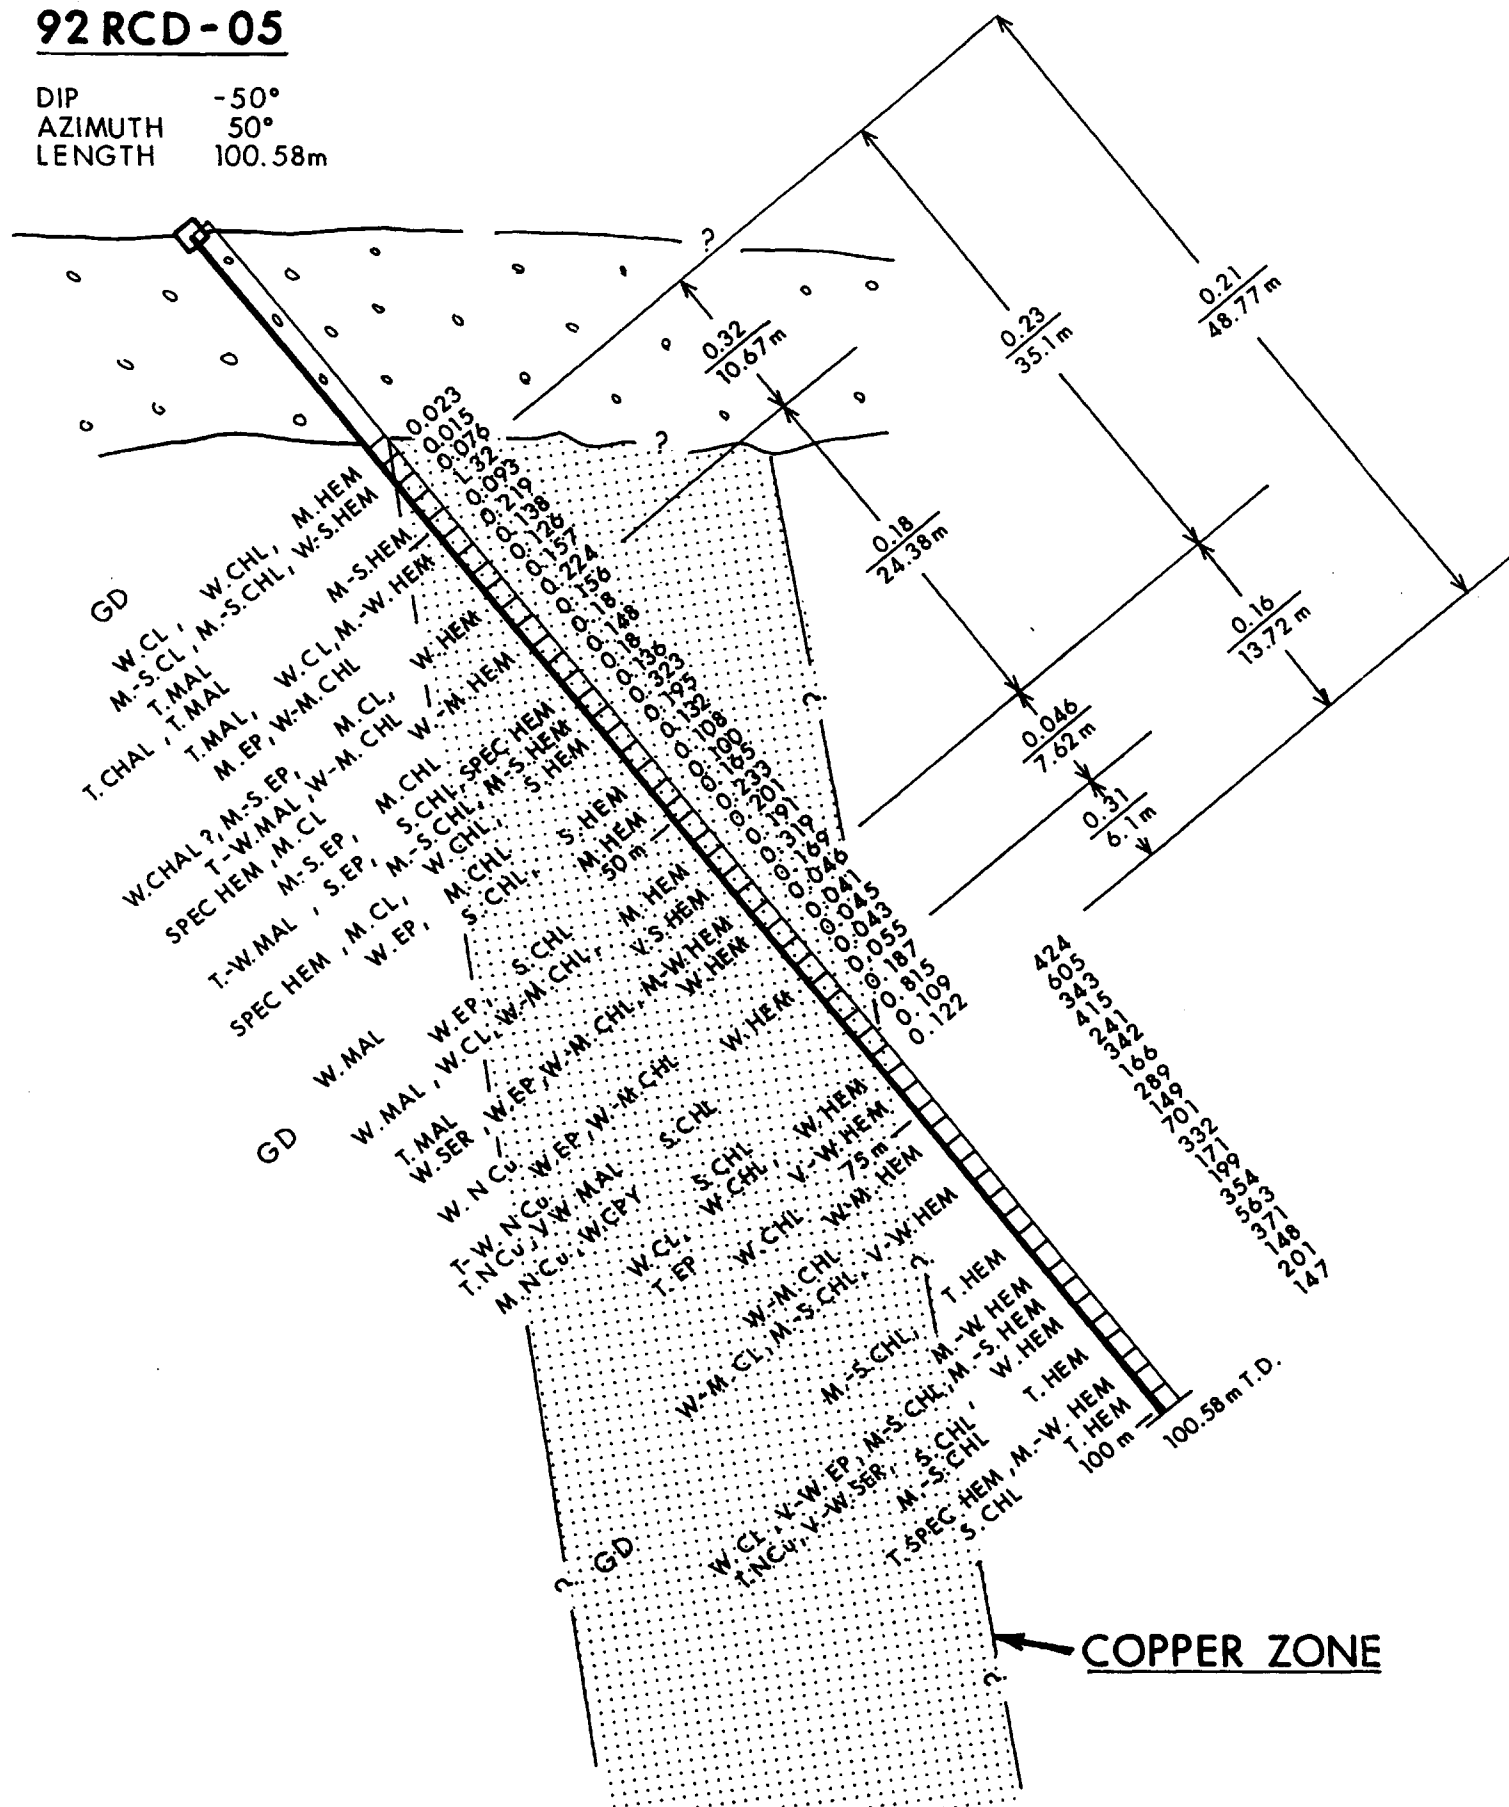 92 RCD-05
DIP -50°
AZIMUTH 50°
LENGTH 100.58m
?
0.32
10.67m
0.23
35.1m
0.21
48.77m
0.18
24.38m
0.16
13.72m
0.046
7.62m
0.31
6.1m
?
0.023
0.015
0.076
1.32
0.093
0.219
0.138
0.126
0.157
0.224
0.156
0.18
0.148
0.18
0.136
0.323
0.195
0.132
0.108
0.100
0.165
0.233
0.201
0.191
0.319
0.169
0.046
0.041
0.045
0.043
0.055
0.187
0.815
0.109
0.122
424
605
343
415
241
342
166
289
149
701
332
171
199
354
563
371
148
201
147
GD
W.CL, W.CHL, M.HEM
M.-S.CL, M.-S.CHL, W-S.HEM
T.MAL M-S.HEM
T.CHAL, T.MAL
T.MAL, W.CL, M.-W.HEM
M.EP, W-M.CHL
W.CHAL?, M-S.EP, M.CL, W.HEM
T-W.MAL, W-M.CHL W.-M.HEM
SPEC HEM, M.CL
M-S.EP, M.CHL
T.-W.MAL, S.EP, S.CHL, SPEC HEM
M.-S.CHL, M-S.HEM
SPEC HEM, M.CL, W.CHL, S.HEM
W.EP, M.CHL S.HEM
S.CHL, M.HEM
50m
W.MAL W.EP, S.CHL
W.MAL, W.CL, W-M.CHL, M.HEM
V.S.HEM
GD
T.MAL
W.SER, W.EP, W-M.CHL, M-W.HEM
W.HEM
W.NCu, W.EP, W.-M.CHL W.HEM
T-W.NCu
T.NCu, V.W.MAL S.CHL
M.NCu, W.CPY
W.CL, S.CHL W.HEM
T.EP W.CHL, V-W.HEM
75m
W.CHL W-M.HEM
W-M.CHL
W-M.CL, M-S.CHL, V-W.HEM
?
M.-S.CHL, T.HEM
M.-W.HEM
W.CL, V-W.EP, M-S.CHL, M-S.HEM
T.NCu, V.-W.SER, S.CHL, W.HEM
M.-S.CHL T.HEM
T.SPEC HEM, M.-W.HEM
S.CHL T.HEM
100m
100.58m T.D.
GD
?
?
?
COPPER ZONE